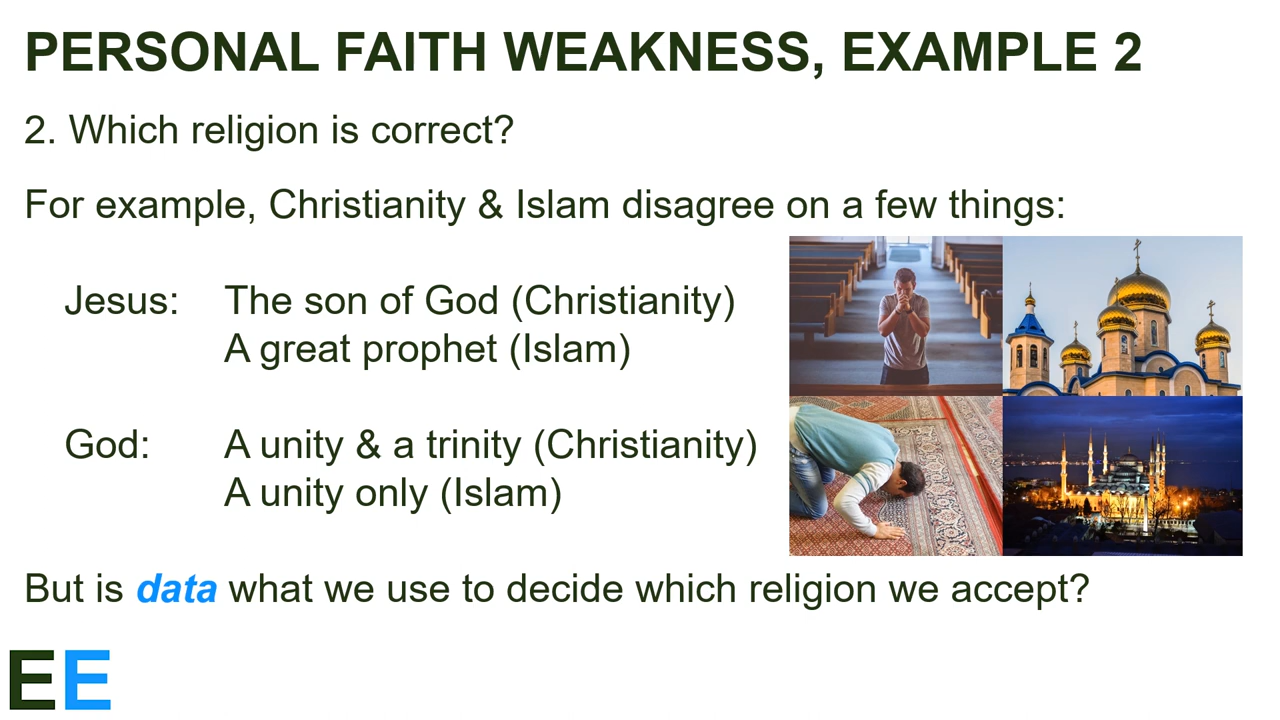 PERSONAL FAITH WEAKNESS, EXAMPLE 2
2. Which religion is correct?
For example, Christianity & Islam disagree on a few things:
Jesus: The son of God (Christianity)
A great prophet (Islam)
God: A unity & a trinity (Christianity)
A unity only (Islam)
But is data what we use to decide which religion we accept?
EE